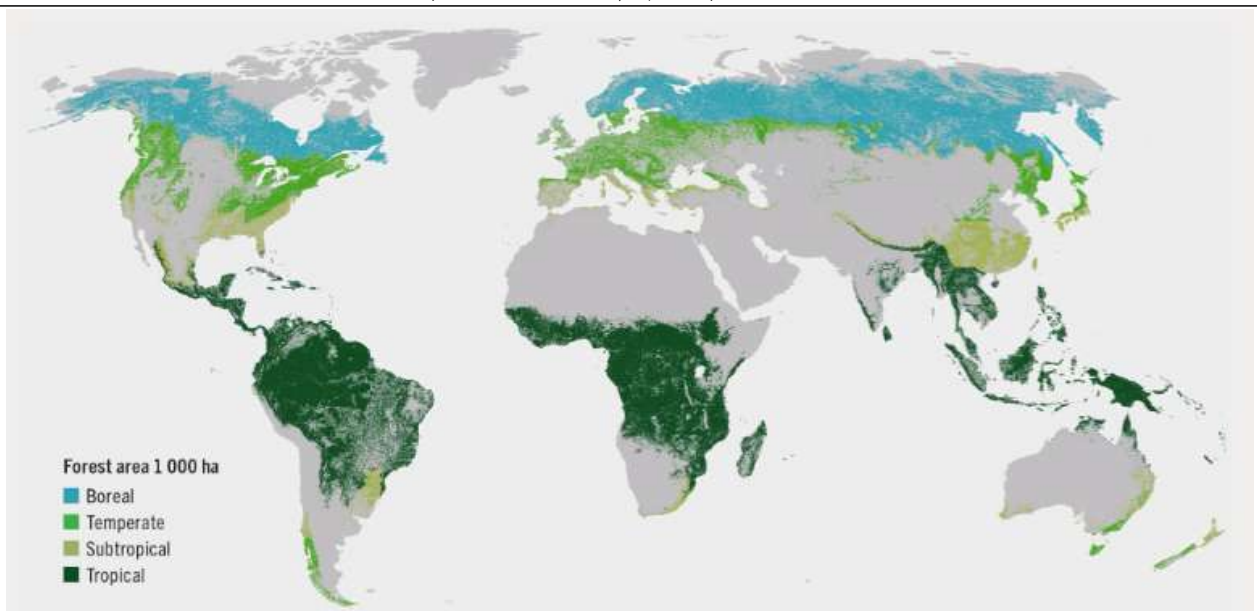 Forest area 1 000 ha
Boreal
Temperate
Subtropical
Tropical